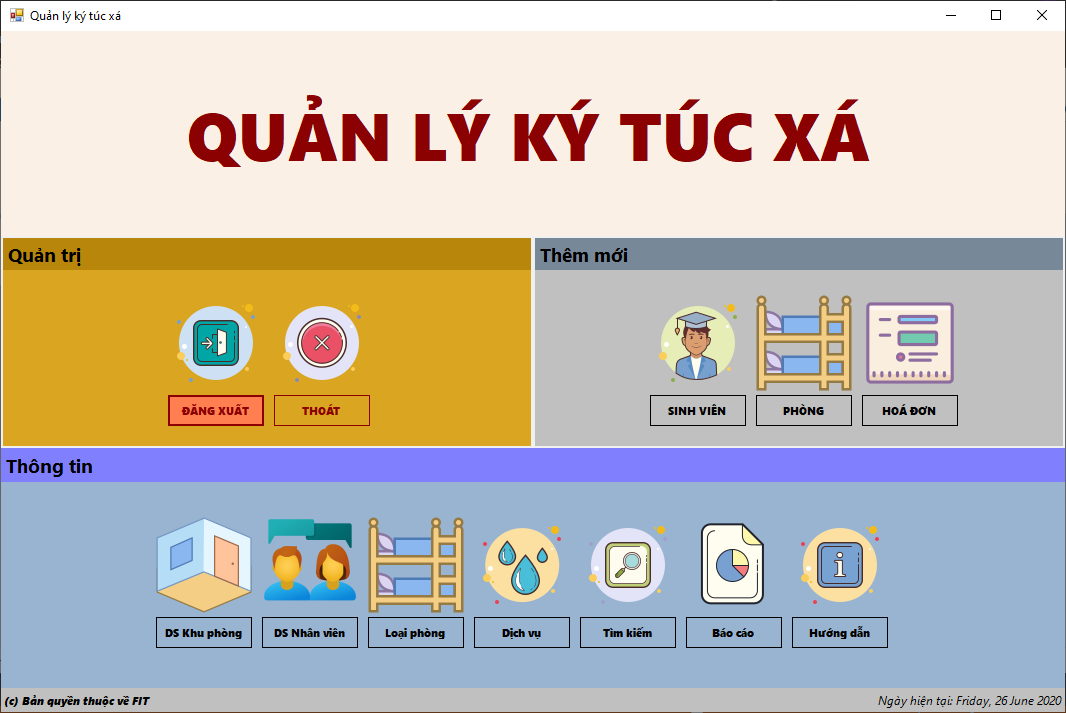 Quản lý ký túc xá
QUẢN LÝ KÝ TÚC XÁ
Quản trị
ĐĂNG XUẤT
THOÁT
Thêm mới
SINH VIÊN
PHÒNG
HOÁ ĐƠN
Thông tin
DS Khu phòng
DS Nhân viên
Loại phòng
Dịch vụ
Tìm kiếm
Báo cáo
Hướng dẫn
(c) Bản quyền thuộc về FIT
Ngày hiện tại: Friday, 26 June 2020